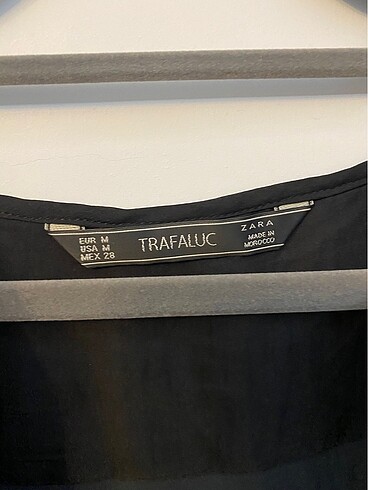 EUR M
USA M
MEX 28
TRAFALUC
ZARA
MADE IN
MOROCCO